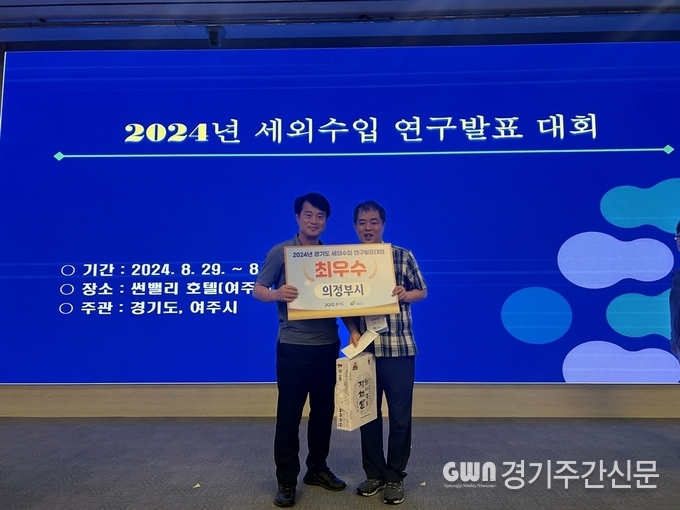 2024년 세외수입 연구발표 대회
○ 기간 : 2024. 8. 29. ~ 8
○ 장소 : 썬밸리 호텔(여주
○ 주관 : 경기도, 여주시
2024년 경기도 세외수입 연구발표대회
최우수
의정부시
GWN 경기주간신문